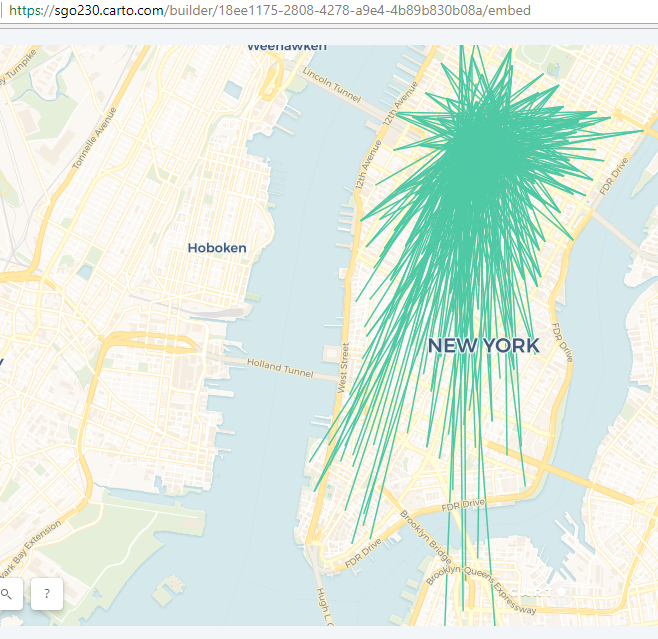 https://sgo230.carto.com/builder/18ee1175-2808-4278-a9e4-4b89b830b08a/embed
Weehawken
Turnpike
Lincoln Tunnel
12th Avenue
Tonnelle Avenue
12th Avenue
FDR Drive
Hoboken
NEW YORK
FDR Drive
West Street
Holland Tunnel
FDR Drive
Brooklyn Bridge
FDR Drive
Brooklyn-Queens Expressway
Bay Extension
Hugh L.
?